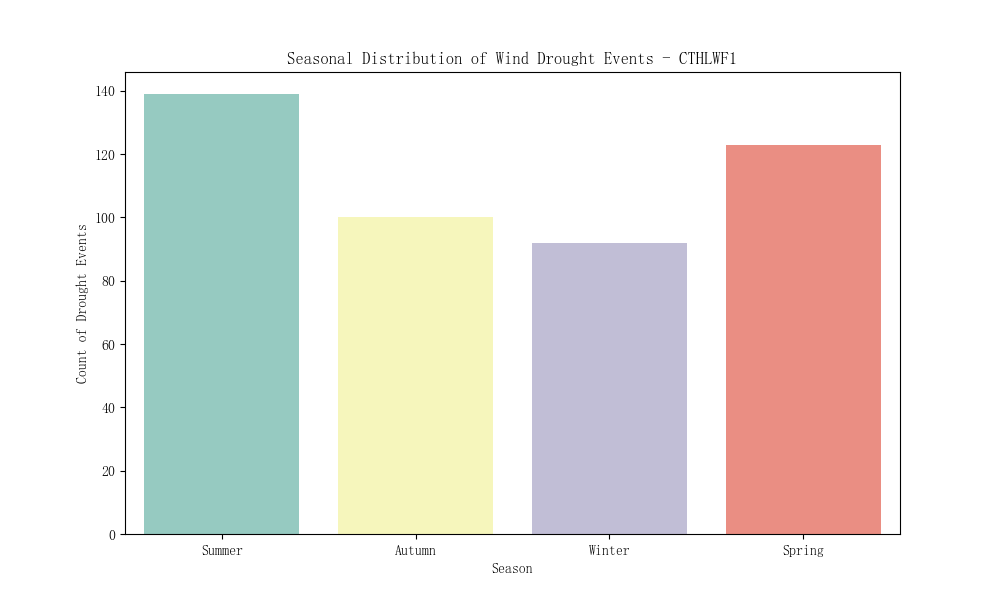 Seasonal Distribution of Wind Drought Events - CTHLWF1
Count of Drought Events
140
120
100
80
60
40
20
0
Summer
Autumn
Winter
Spring
Season